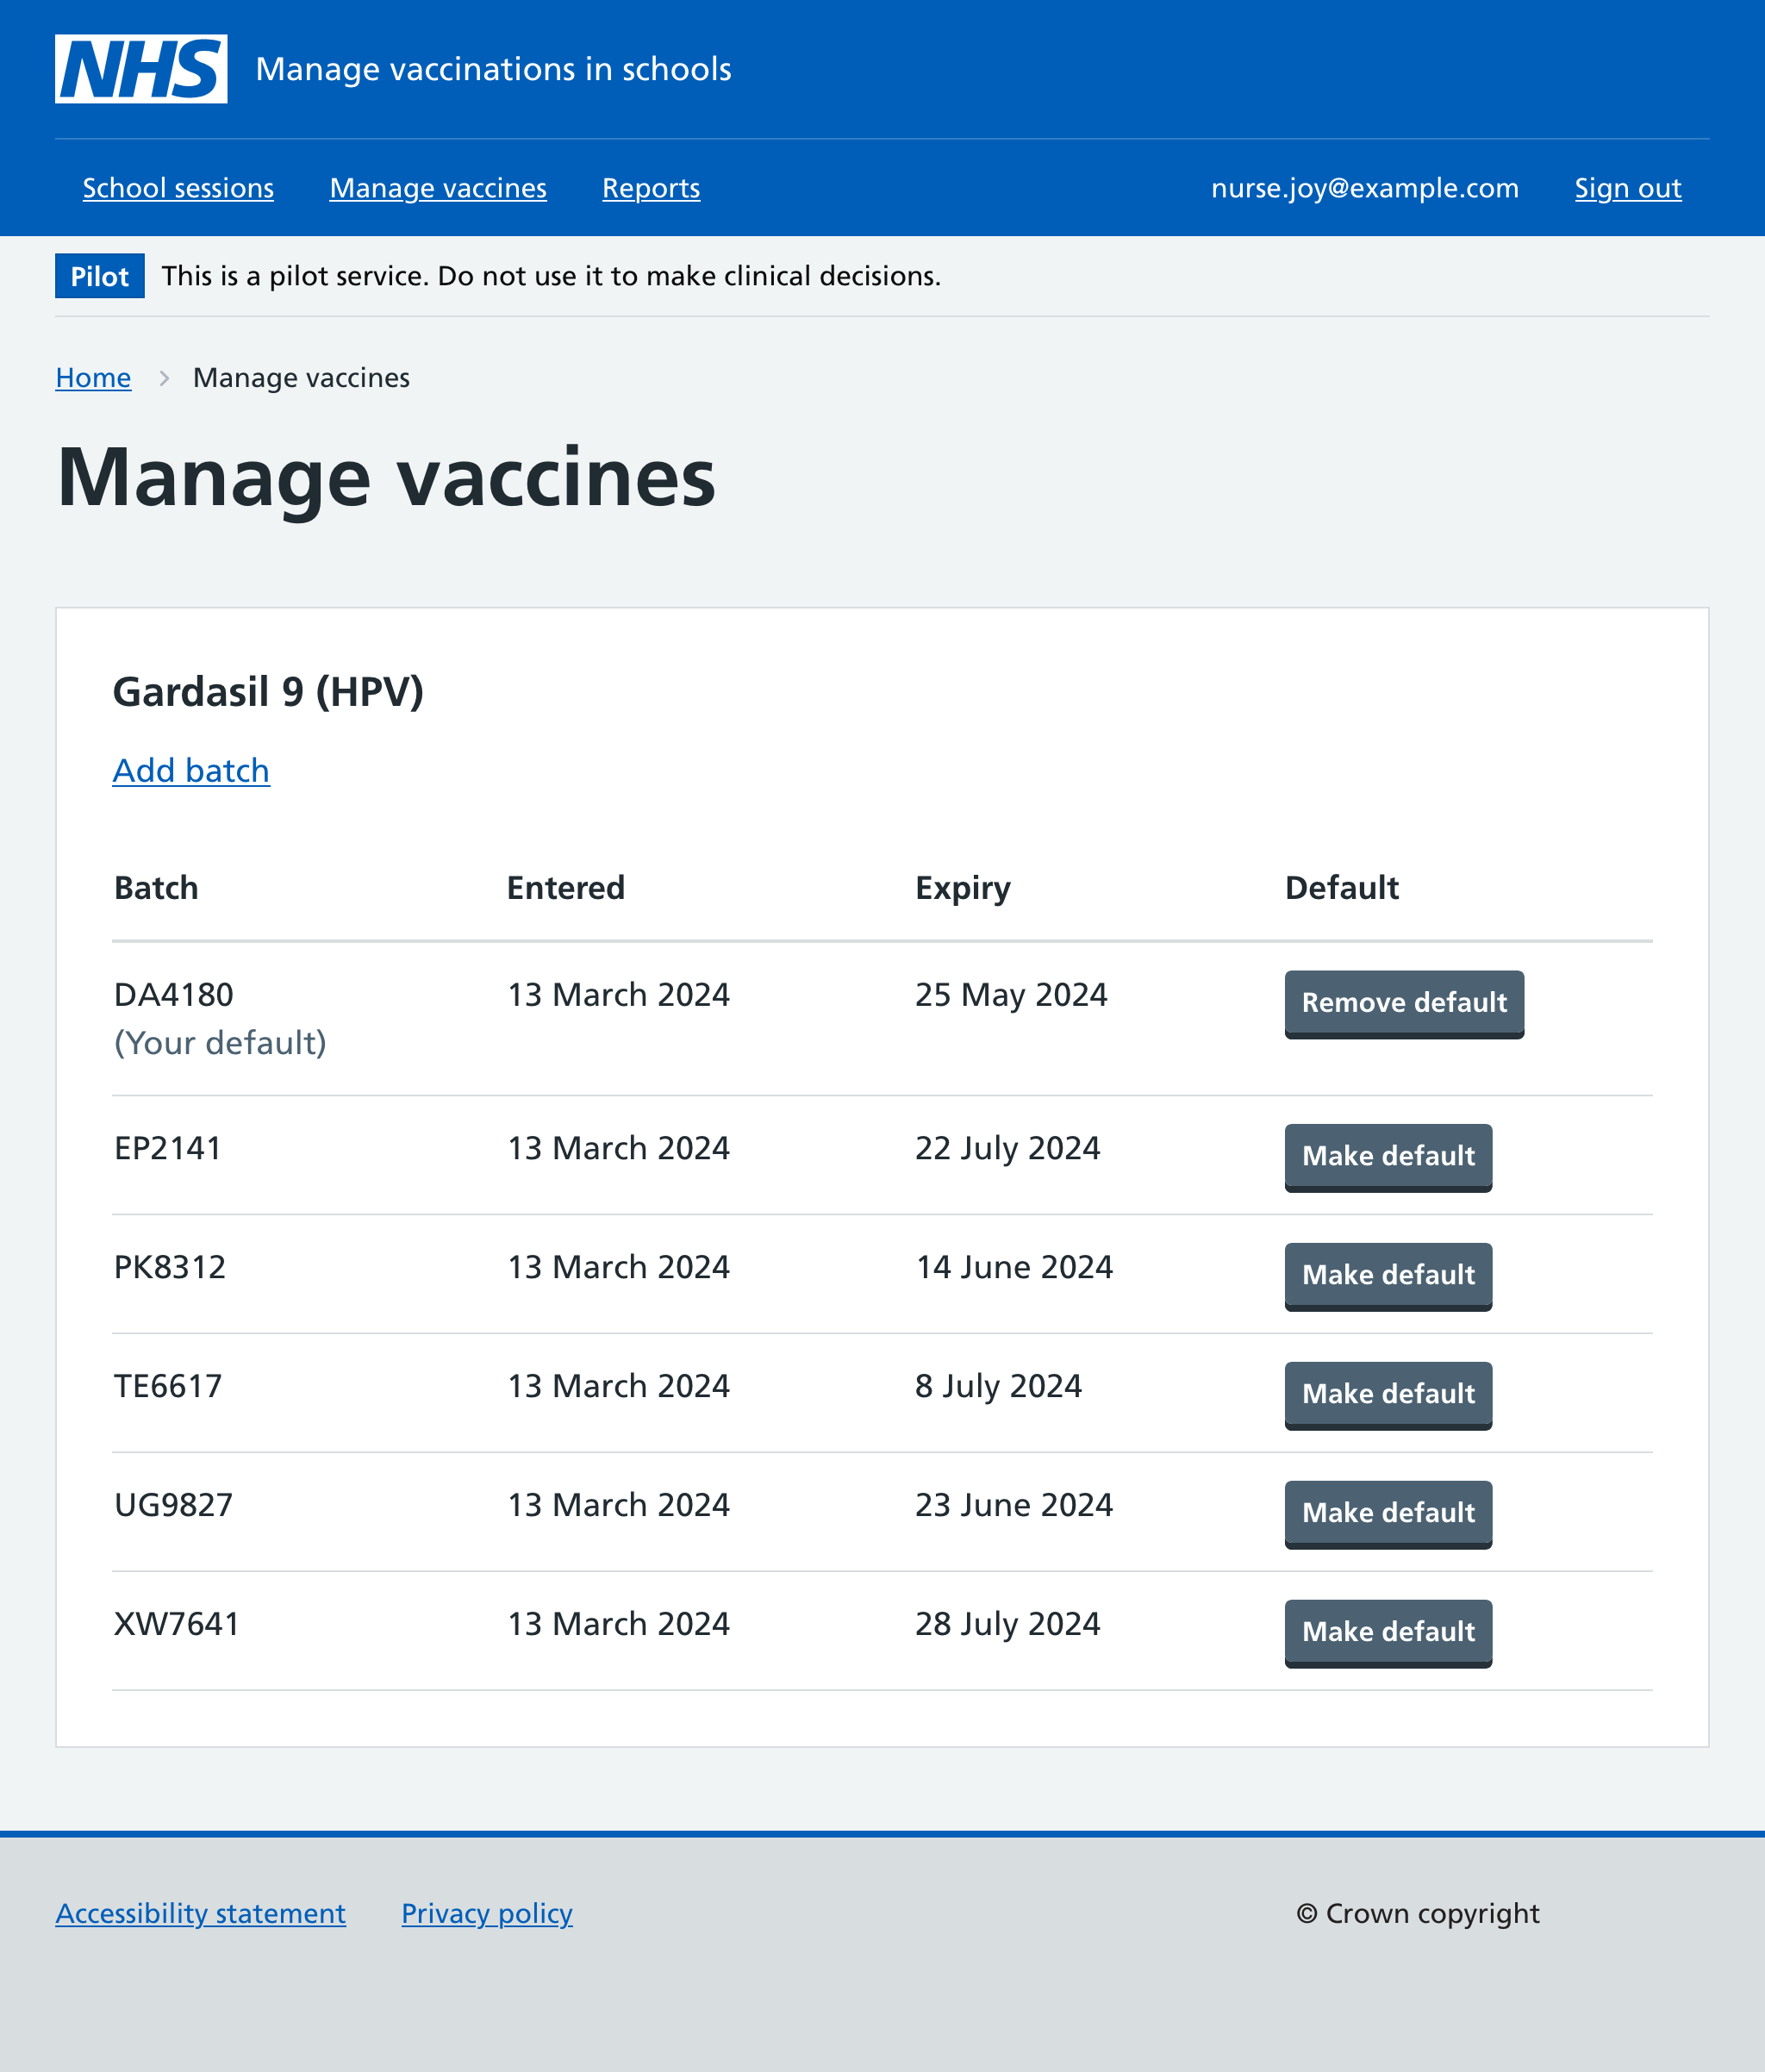 NHS Manage vaccinations in schools
School sessions Manage vaccines Reports nurse.joy@example.com Sign out
Pilot This is a pilot service. Do not use it to make clinical decisions.
Home Manage vaccines
Manage vaccines
Gardasil 9 (HPV)
Add batch
Batch Entered Expiry Default
DA4180 13 March 2024 25 May 2024 Remove default
(Your default)
EP2141 13 March 2024 22 July 2024 Make default
PK8312 13 March 2024 14 June 2024 Make default
TE6617 13 March 2024 8 July 2024 Make default
UG9827 13 March 2024 23 June 2024 Make default
XW7641 13 March 2024 28 July 2024 Make default
Accessibility statement Privacy policy © Crown copyright